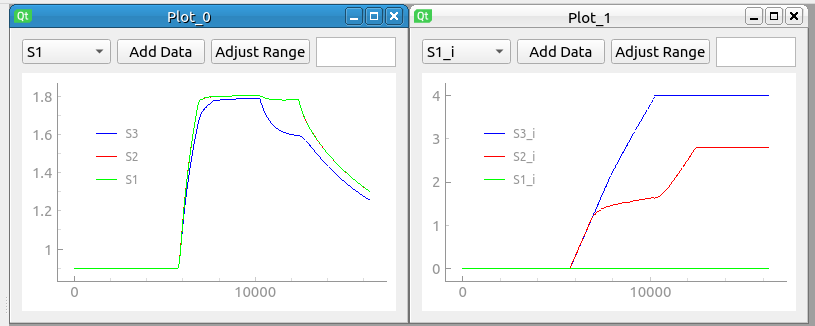 Qt Plot_0
S1 Add Data Adjust Range
1.8
1.6
1.4
1.2
1
S3
S2
S1
0 10000
Qt Plot_1
S1_i Add Data Adjust Range
4
3
2
1
0
S3_i
S2_i
S1_i
0 10000